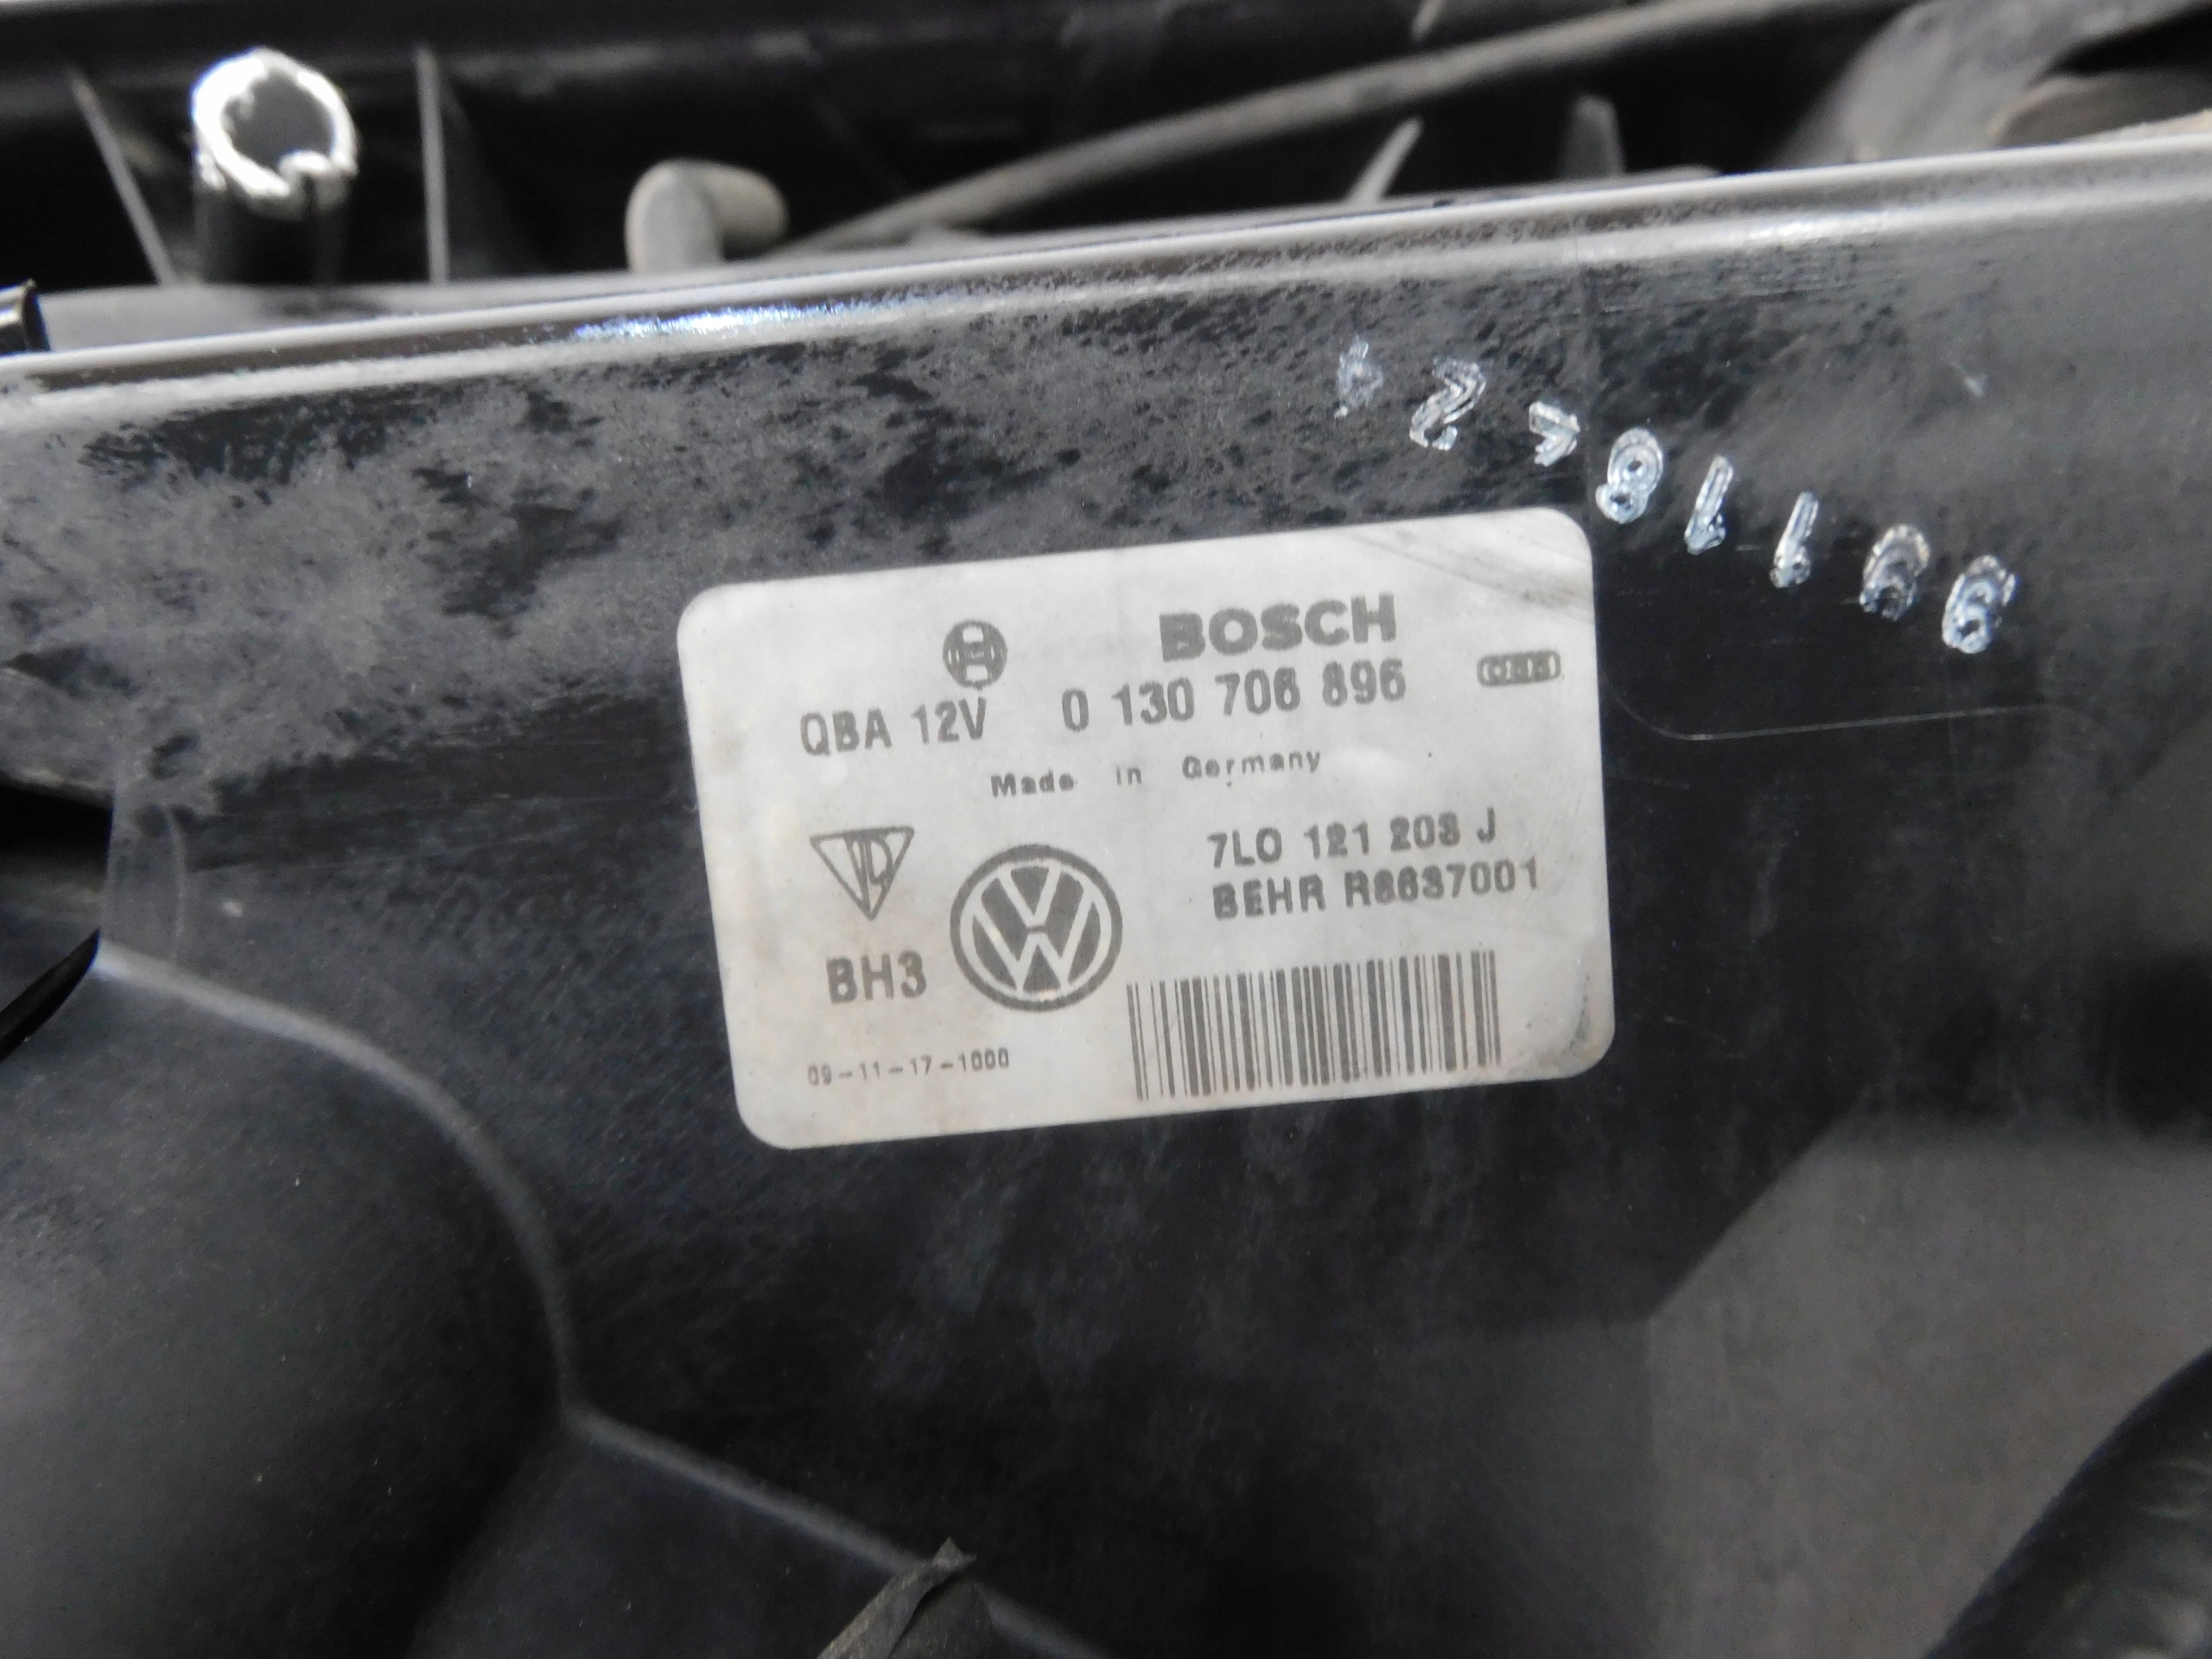 BOSCH
QBA 12V 0 130 706 896
Made in Germany
7L0 121 203 J
BEHR R8637001
BH3
09-11-17-1000